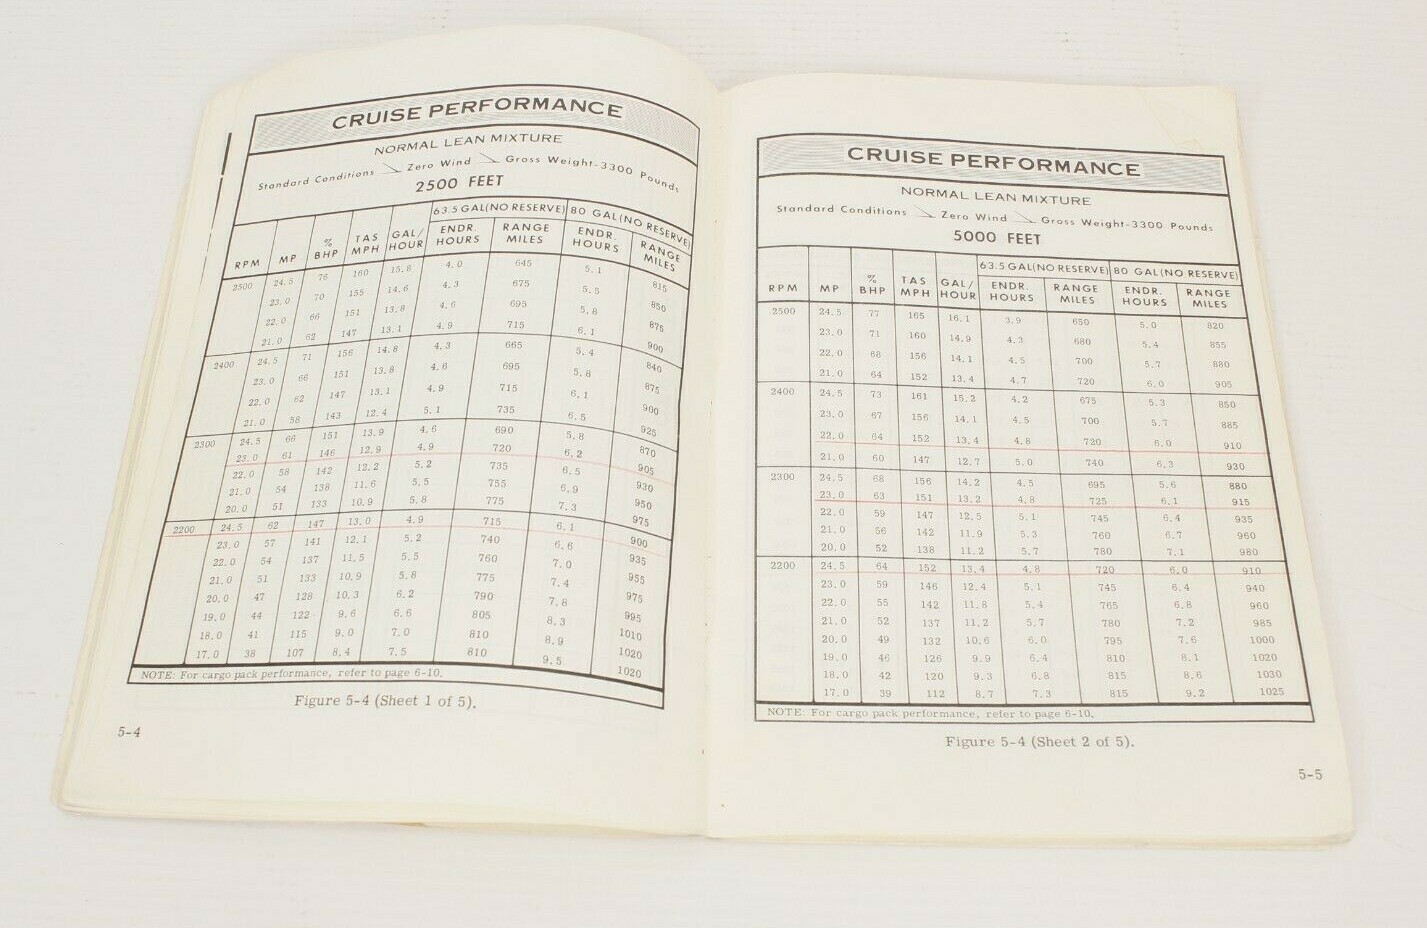 CRUISE PERFORMANCE
NORMAL LEAN MIXTURE
Standard Conditions Zero Wind Gross Weight-3300 Pounds
2500 FEET
63.5 GAL(NO RESERVE) 80 GAL(NO RESERVE)
RPM MP % BHP TAS MPH GAL/ HOUR ENDR. HOURS RANGE MILES ENDR. HOURS RANGE MILES
2500 24.5 76 160 15.8 4.0 645 5.1 815
23.0 70 155 14.6 4.3 675 5.5 850
22.0 66 151 13.8 4.6 695 5.8 875
21.0 62 147 13.1 4.9 715 6.1 900
2400 24.5 71 156 14.8 4.3 665 5.4 840
23.0 66 151 13.8 4.6 695 5.8 875
22.0 62 147 13.1 4.9 715 6.1 900
21.0 58 143 12.4 5.1 735 6.5 925
2300 24.5 66 151 13.9 4.6 690 5.8 870
23.0 61 146 12.9 4.9 720 6.2 905
22.0 58 142 12.2 5.2 735 6.5 930
21.0 54 138 11.6 5.5 755 6.9 950
20.0 51 133 10.9 5.8 775 7.3 975
2200 24.5 62 147 13.0 4.9 715 6.1 900
23.0 57 141 12.1 5.2 740 6.6 935
22.0 54 137 11.5 5.5 760 7.0 955
21.0 51 133 10.9 5.8 775 7.4 975
20.0 47 128 10.3 6.2 790 7.8 995
19.0 44 122 9.6 6.6 805 8.3 1010
18.0 41 115 9.0 7.0 810 8.9 1020
17.0 38 107 8.4 7.5 810 9.5 1020
NOTE: For cargo pack performance, refer to page 6-10.
Figure 5-4 (Sheet 1 of 5).
5-4
CRUISE PERFORMANCE
NORMAL LEAN MIXTURE
Standard Conditions Zero Wind Gross Weight-3300 Pounds
5000 FEET
63.5 GAL(NO RESERVE) 80 GAL(NO RESERVE)
RPM MP % BHP TAS MPH GAL/ HOUR ENDR. HOURS RANGE MILES ENDR. HOURS RANGE MILES
2500 24.5 77 165 16.1 3.9 650 5.0 820
23.0 71 160 14.9 4.3 680 5.4 855
22.0 68 156 14.1 4.5 700 5.7 880
21.0 64 152 13.4 4.7 720 6.0 905
2400 24.5 73 161 15.2 4.2 675 5.3 850
23.0 67 156 14.1 4.5 700 5.7 885
22.0 64 152 13.4 4.8 720 6.0 910
21.0 60 147 12.7 5.0 740 6.3 930
2300 24.5 68 156 14.2 4.5 695 5.6 880
23.0 63 151 13.2 4.8 725 6.1 915
22.0 59 147 12.5 5.1 745 6.4 935
21.0 56 142 11.9 5.3 760 6.7 960
20.0 52 138 11.2 5.7 780 7.1 980
2200 24.5 64 152 13.4 4.8 720 6.0 910
23.0 59 146 12.4 5.1 745 6.4 940
22.0 55 142 11.8 5.4 765 6.8 960
21.0 52 137 11.2 5.7 780 7.2 985
20.0 49 132 10.6 6.0 795 7.6 1000
19.0 46 126 9.9 6.4 810 8.1 1020
18.0 42 120 9.3 6.8 815 8.6 1030
17.0 39 112 8.7 7.3 815 9.2 1025
NOTE: For cargo pack performance, refer to page 6-10.
Figure 5-4 (Sheet 2 of 5).
5-5